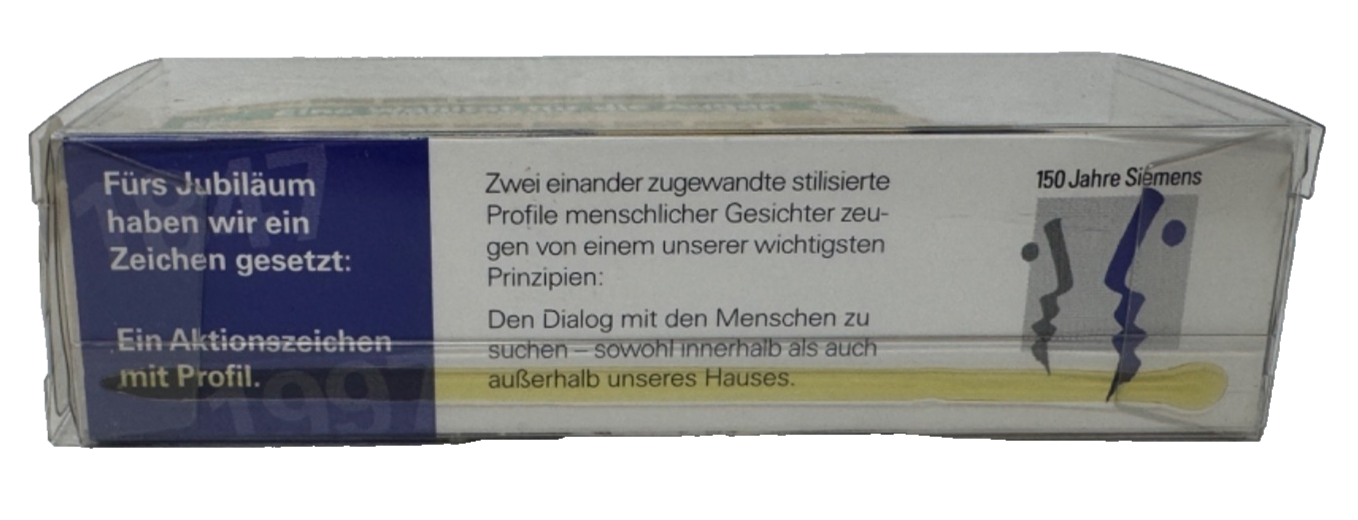 1847
Fürs Jubiläum
haben wir ein
Zeichen gesetzt:
Ein Aktionszeichen
mit Profil.
1997
Zwei einander zugewandte stilisierte
Profile menschlicher Gesichter zeu-
gen von einem unserer wichtigsten
Prinzipien:
Den Dialog mit den Menschen zu
suchen – sowohl innerhalb als auch
außerhalb unseres Hauses.
150 Jahre Siemens